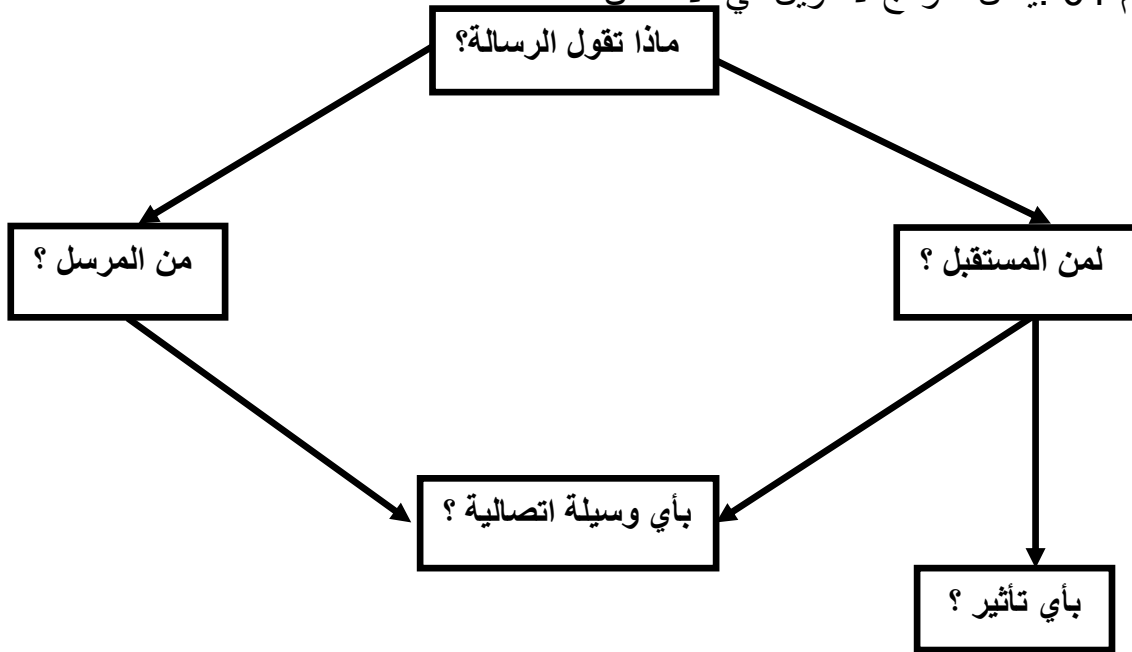 ماذا تقول الرسالة؟
من المرسل ؟
لمن المستقبل ؟
بأي وسيلة اتصالية ؟
بأي تأثير ؟